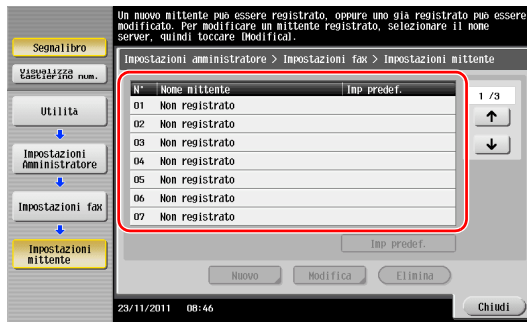 Un nuovo mittente può essere registrato, oppure uno già registrato può essere
modificato. Per modificare un mittente registrato, selezionare il nome
server, quindi toccare [Modifica].
Segnalibro
Visualizza
tastierino num.
Utilità
Impostazioni
Amministratore
Impostazioni fax
Impostazioni
mittente
Impostazioni amministratore > Impostazioni fax > Impostazioni mittente
N° Nome mittente Imp predef.
01 Non registrato
02 Non registrato
03 Non registrato
04 Non registrato
05 Non registrato
06 Non registrato
07 Non registrato
1 /3
↑
↓
Imp predef.
Nuovo Modifica Elimina
23/11/2011 08:46
Chiudi